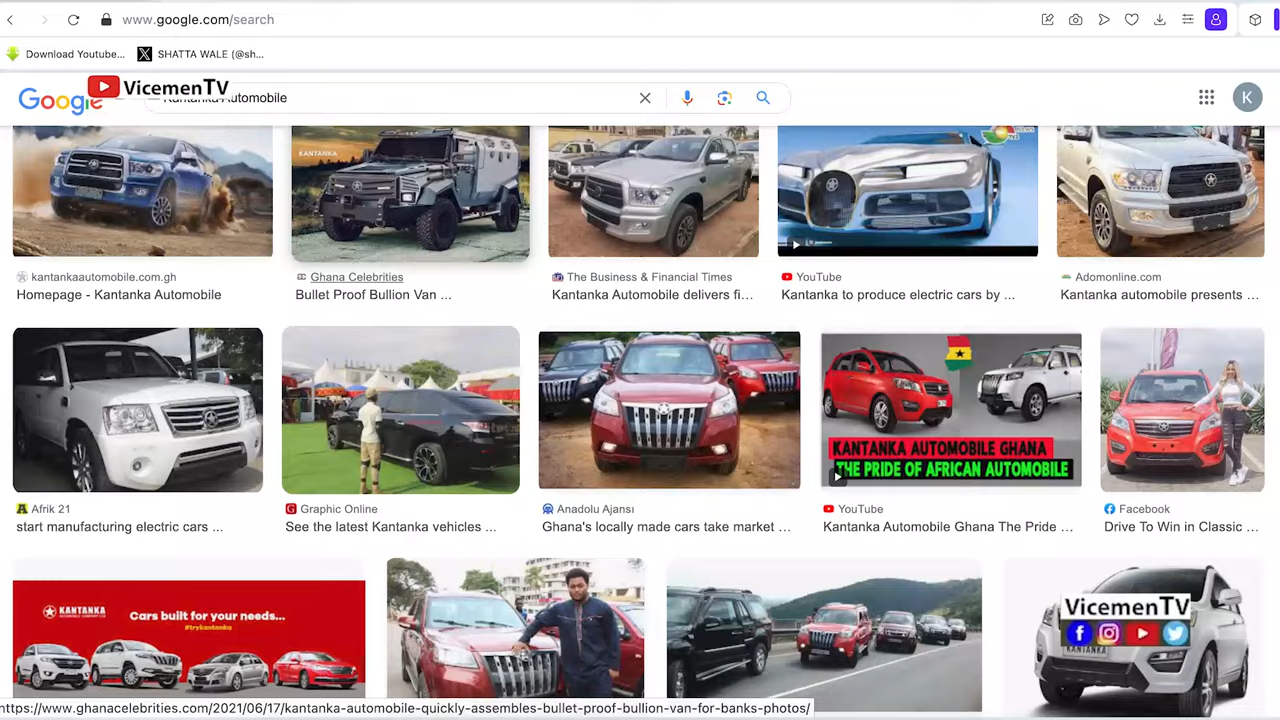 www.google.com/search
Download Youtube...
SHATTA WALE (@sh...
Google
VicemenTV
Kantanka Automobile
K
KANTANKA
kantankaautomobile.com.gh
Homepage - Kantanka Automobile
Ghana Celebrities
Bullet Proof Bullion Van ...
The Business & Financial Times
Kantanka Automobile delivers fi...
YouTube
Kantanka to produce electric cars by ...
Adomonline.com
Kantanka automobile presents ...
KANTANKA AUTOMOBILE GHANA
THE PRIDE OF AFRICAN AUTOMOBILE
Afrik 21
start manufacturing electric cars ...
Graphic Online
See the latest Kantanka vehicles ...
Anadolu Ajansı
Ghana's locally made cars take market ...
YouTube
Kantanka Automobile Ghana The Pride ...
Facebook
Drive To Win in Classic ...
KANTANKA
Cars built for your needs...
#trykantanka
VicemenTV
KANTANKA
https://www.ghanacelebrities.com/2021/06/17/kantanka-automobile-quickly-assembles-bullet-proof-bullion-van-for-banks-photos/